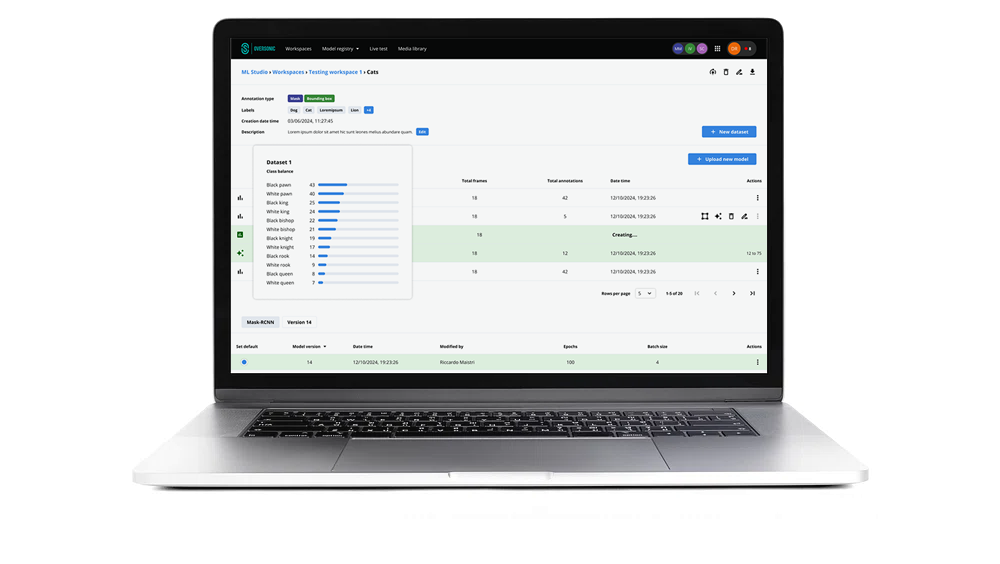 OVERSONIC Workspaces Model registry Live test Media library MM IV SC DB 8
ML Studio › Workspaces › Testing workspace 1 › Cats
Annotation type Mask Bounding box
Labels Dog Cat Loremipsum Lion +4
Creation date time 03/06/2024, 11:27:45
Description Lorem ipsum dolor sit amet hic sure leones melius abundare quam. Edit
+ New dataset
+ Upload new model
Dataset 1
Class balance
Black pawn 43
White pawn 40
Black king 25
White king 24
Black bishop 22
White bishop 21
Black knight 19
White knight 17
Black rook 14
White rook 9
Black queen 8
White queen 7
Total frames Total annotations Date time Actions
18 42 12/10/2024, 19:23:26
18 5 12/10/2024, 19:23:26
18 Creating...
18 12 12/10/2024, 19:23:26 12 to 75
18 42 12/10/2024, 19:23:26
Rows per page 5 1-5 of 20
Mask-RCNN Version 14
Set default Model version Date time Modified by Epochs Batch size Actions
14 12/10/2024, 19:23:26 Riccardo Maistri 100 4